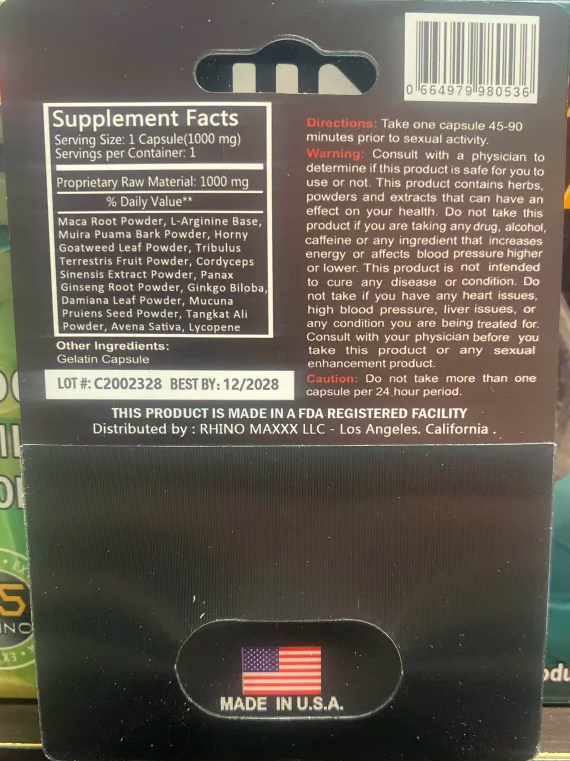 0 664979 980536
Supplement Facts
Serving Size: 1 Capsule(1000 mg)
Servings per Container: 1
Proprietary Raw Material: 1000 mg
% Daily Value**
Maca Root Powder, L-Arginine Base,
Muira Puama Bark Powder, Horny
Goatweed Leaf Powder, Tribulus
Terrestris Fruit Powder, Cordyceps
Sinensis Extract Powder, Panax
Ginseng Root Powder, Ginkgo Biloba,
Damiana Leaf Powder, Mucuna
Pruiens Seed Powder, Tangkat Ali
Powder, Avena Sativa, Lycopene
Other Ingredients:
Gelatin Capsule
LOT #: C2002328 BEST BY: 12/2028
Directions: Take one capsule 45-90
minutes prior to sexual activity.
Warning: Consult with a physician to
determine if this product is safe for you to
use or not. This product contains herbs,
powders and extracts that can have an
effect on your health. Do not take this
product if you are taking any drug, alcohol,
caffeine or any ingredient that increases
energy or affects blood pressure higher
or lower. This product is not intended
to cure any disease or condition. Do
not take if you have any heart issues,
high blood pressure, liver issues, or
any condition you are being treated for.
Consult with your physician before you
take this product or any sexual
enhancement product.
Caution: Do not take more than one
capsule per 24 hour period.
THIS PRODUCT IS MADE IN A FDA REGISTERED FACILITY
Distributed by : RHINO MAXXX LLC - Los Angeles. California .
MADE IN U.S.A.